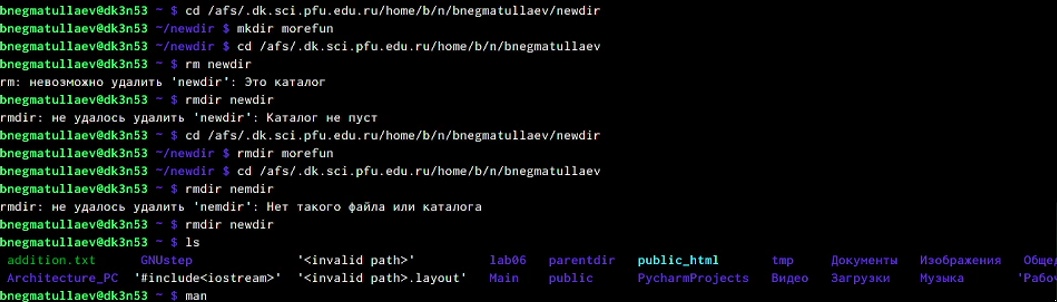 bnegmatullaev@dk3n53 ~ $ cd /afs/.dk.sci.pfu.edu.ru/home/b/n/bnegmatullaev/newdir
bnegmatullaev@dk3n53 ~/newdir $ mkdir morefun
bnegmatullaev@dk3n53 ~/newdir $ cd /afs/.dk.sci.pfu.edu.ru/home/b/n/bnegmatullaev
bnegmatullaev@dk3n53 ~ $ rm newdir
rm: невозможно удалить 'newdir': Это каталог
bnegmatullaev@dk3n53 ~ $ rmdir newdir
rmdir: не удалось удалить 'newdir': Каталог не пуст
bnegmatullaev@dk3n53 ~ $ cd /afs/.dk.sci.pfu.edu.ru/home/b/n/bnegmatullaev/newdir
bnegmatullaev@dk3n53 ~/newdir $ rmdir morefun
bnegmatullaev@dk3n53 ~/newdir $ cd /afs/.dk.sci.pfu.edu.ru/home/b/n/bnegmatullaev
bnegmatullaev@dk3n53 ~ $ rmdir nemdir
rmdir: не удалось удалить 'nemdir': Нет такого файла или каталога
bnegmatullaev@dk3n53 ~ $ rmdir newdir
bnegmatullaev@dk3n53 ~ $ ls
addition.txt GNUstep '<invalid path>' lab06 parentdir public_html tmp Документы Изображения Общед
Architecture_PC '#include<iostream>' '<invalid path>.layout' Main public PycharmProjects Видео Загрузки Музыка 'Рабоч
bnegmatullaev@dk3n53 ~ $ man